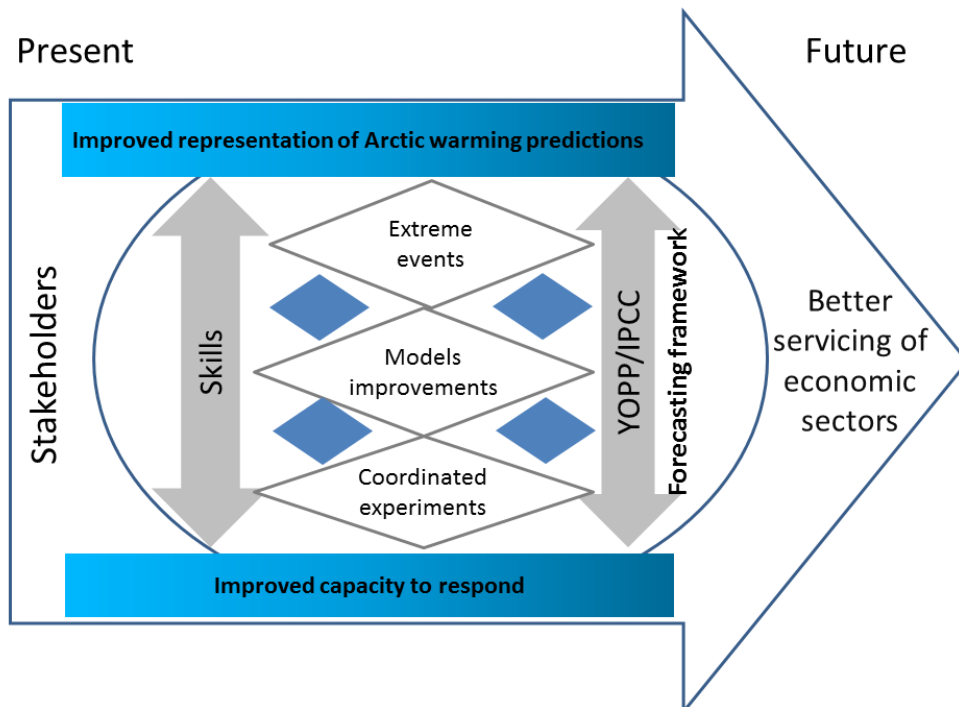 Present
Future
Improved representation of Arctic warming predictions
Stakeholders
Skills
Extreme
events
Models
improvements
Coordinated
experiments
YOPP/IPCC
Forecasting framework
Better
servicing of
economic
sectors
Improved capacity to respond